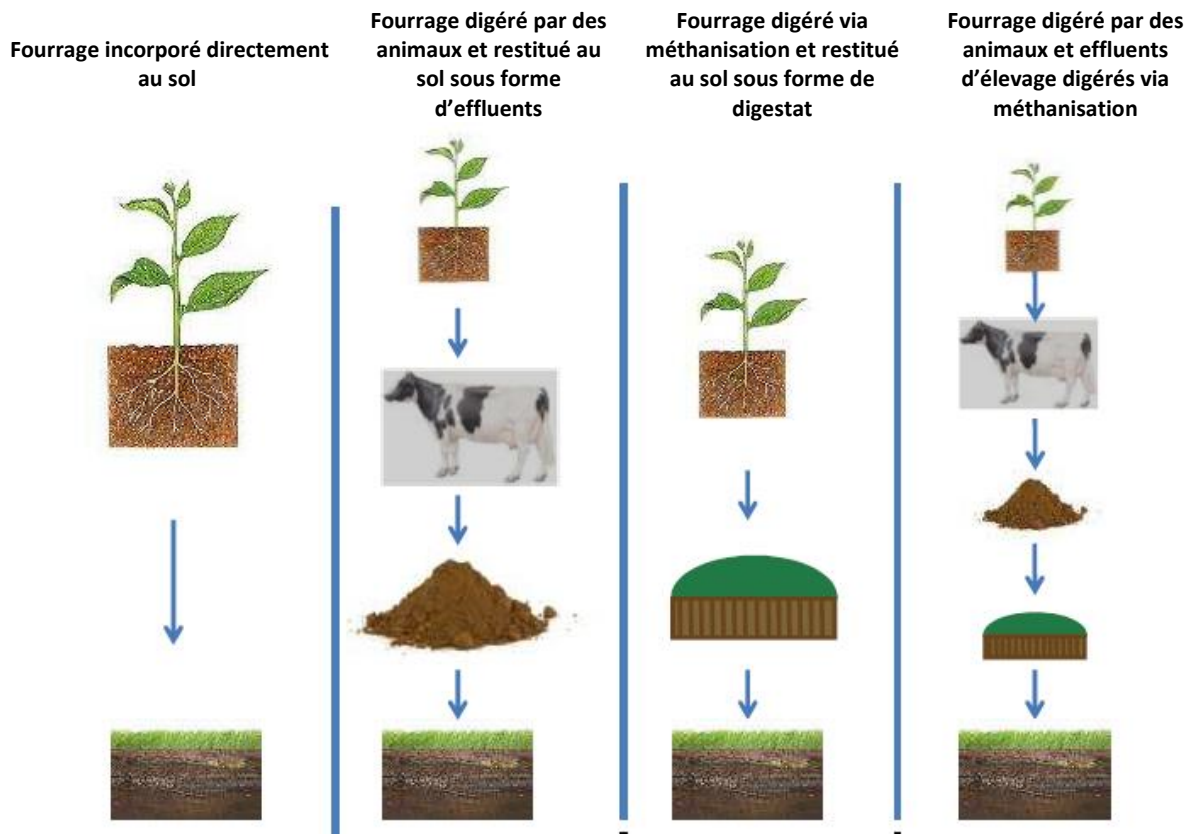 Fourrage incorporé directement
au sol
Fourrage digéré par des
animaux et restitué au
sol sous forme
d’effluents
Fourrage digéré via
méthanisation et restitué
au sol sous forme de
digestat
Fourrage digéré par des
animaux et effluents
d’élevage digérés via
méthanisation